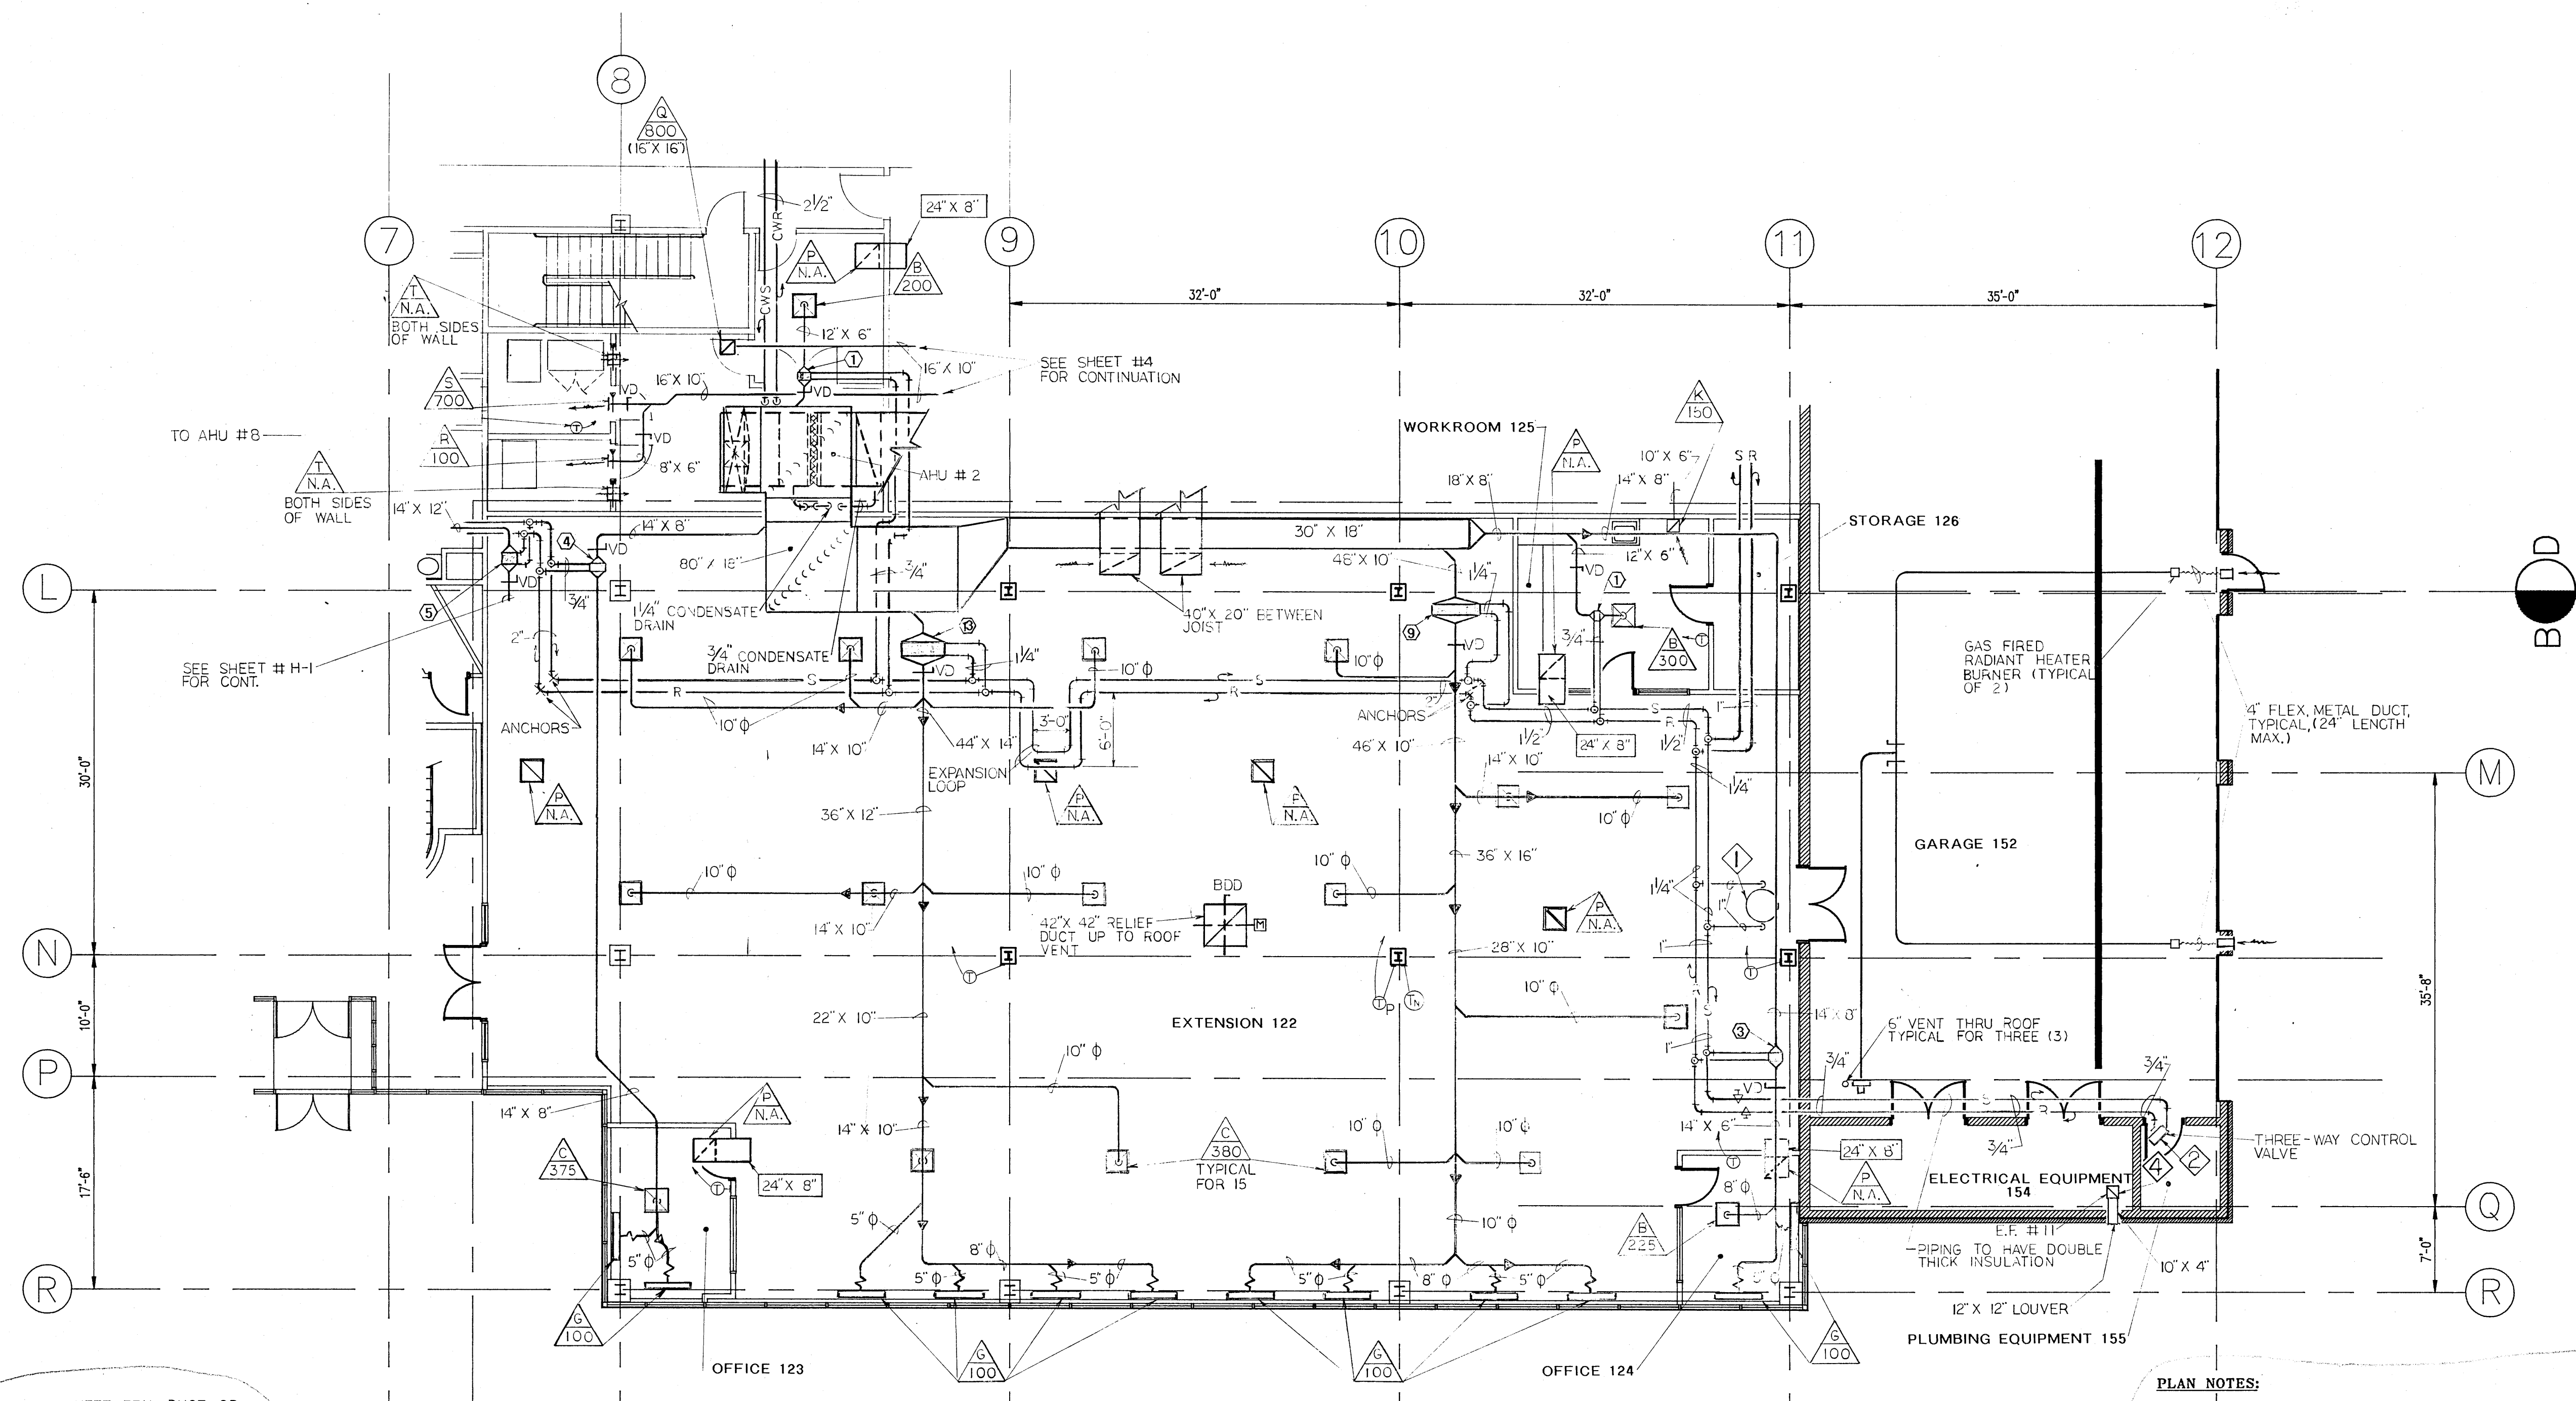 8
Q
800
(16" X 16")
2½"
CWR
CWS
24" X 8"
7
9
10
11
12
P
N.A.
B
200
32'-0"
32'-0"
35'-0"
T
N.A.
BOTH SIDES
OF WALL
12" X 6"
1
SEE SHEET #4
FOR CONTINUATION
16" X 10"
S
700
VD
16" X 10"
VD
K
150
TO AHU #8
T
R
100
VD
8" X 6"
AHU #2
WORKROOM 125
P
N.A.
10" X 6"
S R
T
N.A.
BOTH SIDES
OF WALL
18" X 8"
14" X 8"
14" X 12"
4
14" X 8"
VD
30" X 18"
STORAGE 126
80" X 18"
3/4"
46" X 10"
1¼"
12" X 6"
VD
1
D
B
L
5
VD
3/4"
1¼" CONDENSATE
DRAIN
40" X 20" BETWEEN
JOIST
9
2"
13
3/4" CONDENSATE
DRAIN
VD
1¼"
10" φ
10" φ
VD
3/4"
B
300
T
GAS FIRED
RADIANT HEATER
BURNER (TYPICAL
OF 2)
SEE SHEET # H-1
FOR CONT.
S
R
S
R
2"
S
R
1"
ANCHORS
10" φ
14" X 10"
44" X 14"
3'-0"
6'-0"
ANCHORS
46" X 10"
1½"
24" X 8"
1½"
4" FLEX, METAL DUCT,
TYPICAL, (24" LENGTH
MAX.)
EXPANSION
LOOP
14" X 10"
1¼"
M
30'-0"
P
N.A.
P
N.A.
P
N.A.
36" X 12"
10" φ
36" X 16"
GARAGE 152
1
10" φ
10" φ
10" φ
1¼"
1"
BDD
M
42" X 42" RELIEF
DUCT UP TO ROOF
VENT
14" X 10"
P
N.A.
28" X 10"
1"
N
T
T
P
TN
T
35'-8"
10'-0"
22" X 10"
EXTENSION 122
10" φ
R
S
14" X 8"
3
1"
6" VENT THRU ROOF
TYPICAL FOR THREE (3)
P
10" φ
3/4"
3/4"
VD
14" X 8"
P
N.A.
14" X 10"
C
380
TYPICAL
FOR 15
10" φ
10" φ
14" X 6"
S
R
3/4"
THREE-WAY CONTROL
VALVE
C
375
T
24" X 8"
T
24" X 8"
P
N.A.
4
2
ELECTRICAL EQUIPMENT
154
17'-6"
8" φ
5" φ
10" φ
B
225
Q
E.F. #11
PIPING TO HAVE DOUBLE
THICK INSULATION
7'-0"
5" φ
8" φ
5" φ
5" φ
5" φ
8" φ
5" φ
10" X 4"
R
R
12" X 12" LOUVER
G
100
G
100
G
100
G
100
PLUMBING EQUIPMENT 155
OFFICE 123
OFFICE 124
PLAN NOTES: